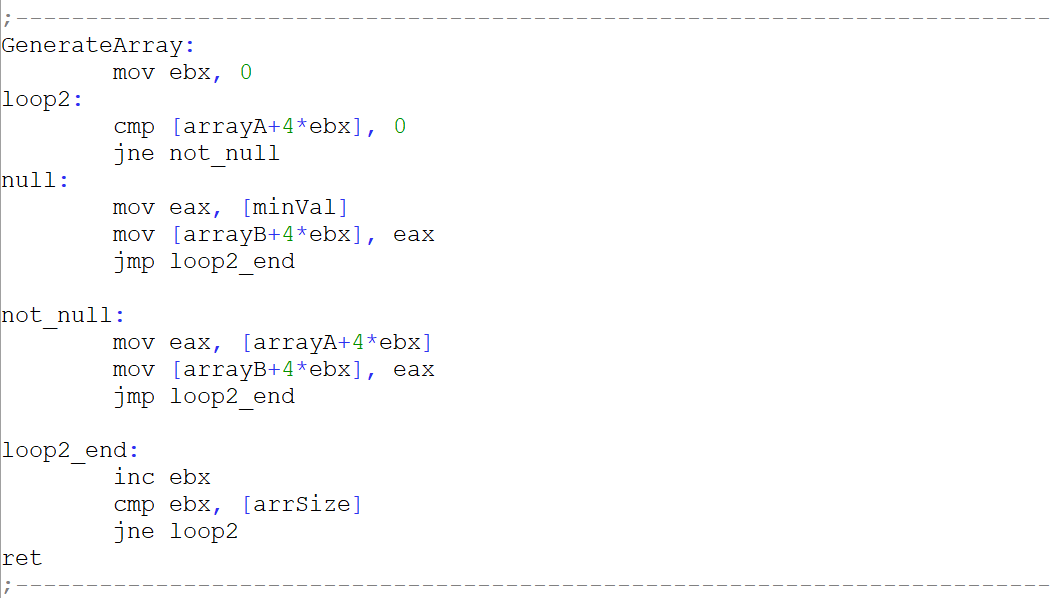 ;--------------------------------------------------------------------------
GenerateArray:
        mov ebx, 0
loop2:
        cmp [arrayA+4*ebx], 0
        jne not_null
null:
        mov eax, [minVal]
        mov [arrayB+4*ebx], eax
        jmp loop2_end

not_null:
        mov eax, [arrayA+4*ebx]
        mov [arrayB+4*ebx], eax
        jmp loop2_end

loop2_end:
        inc ebx
        cmp ebx, [arrSize]
        jne loop2
ret
;--------------------------------------------------------------------------